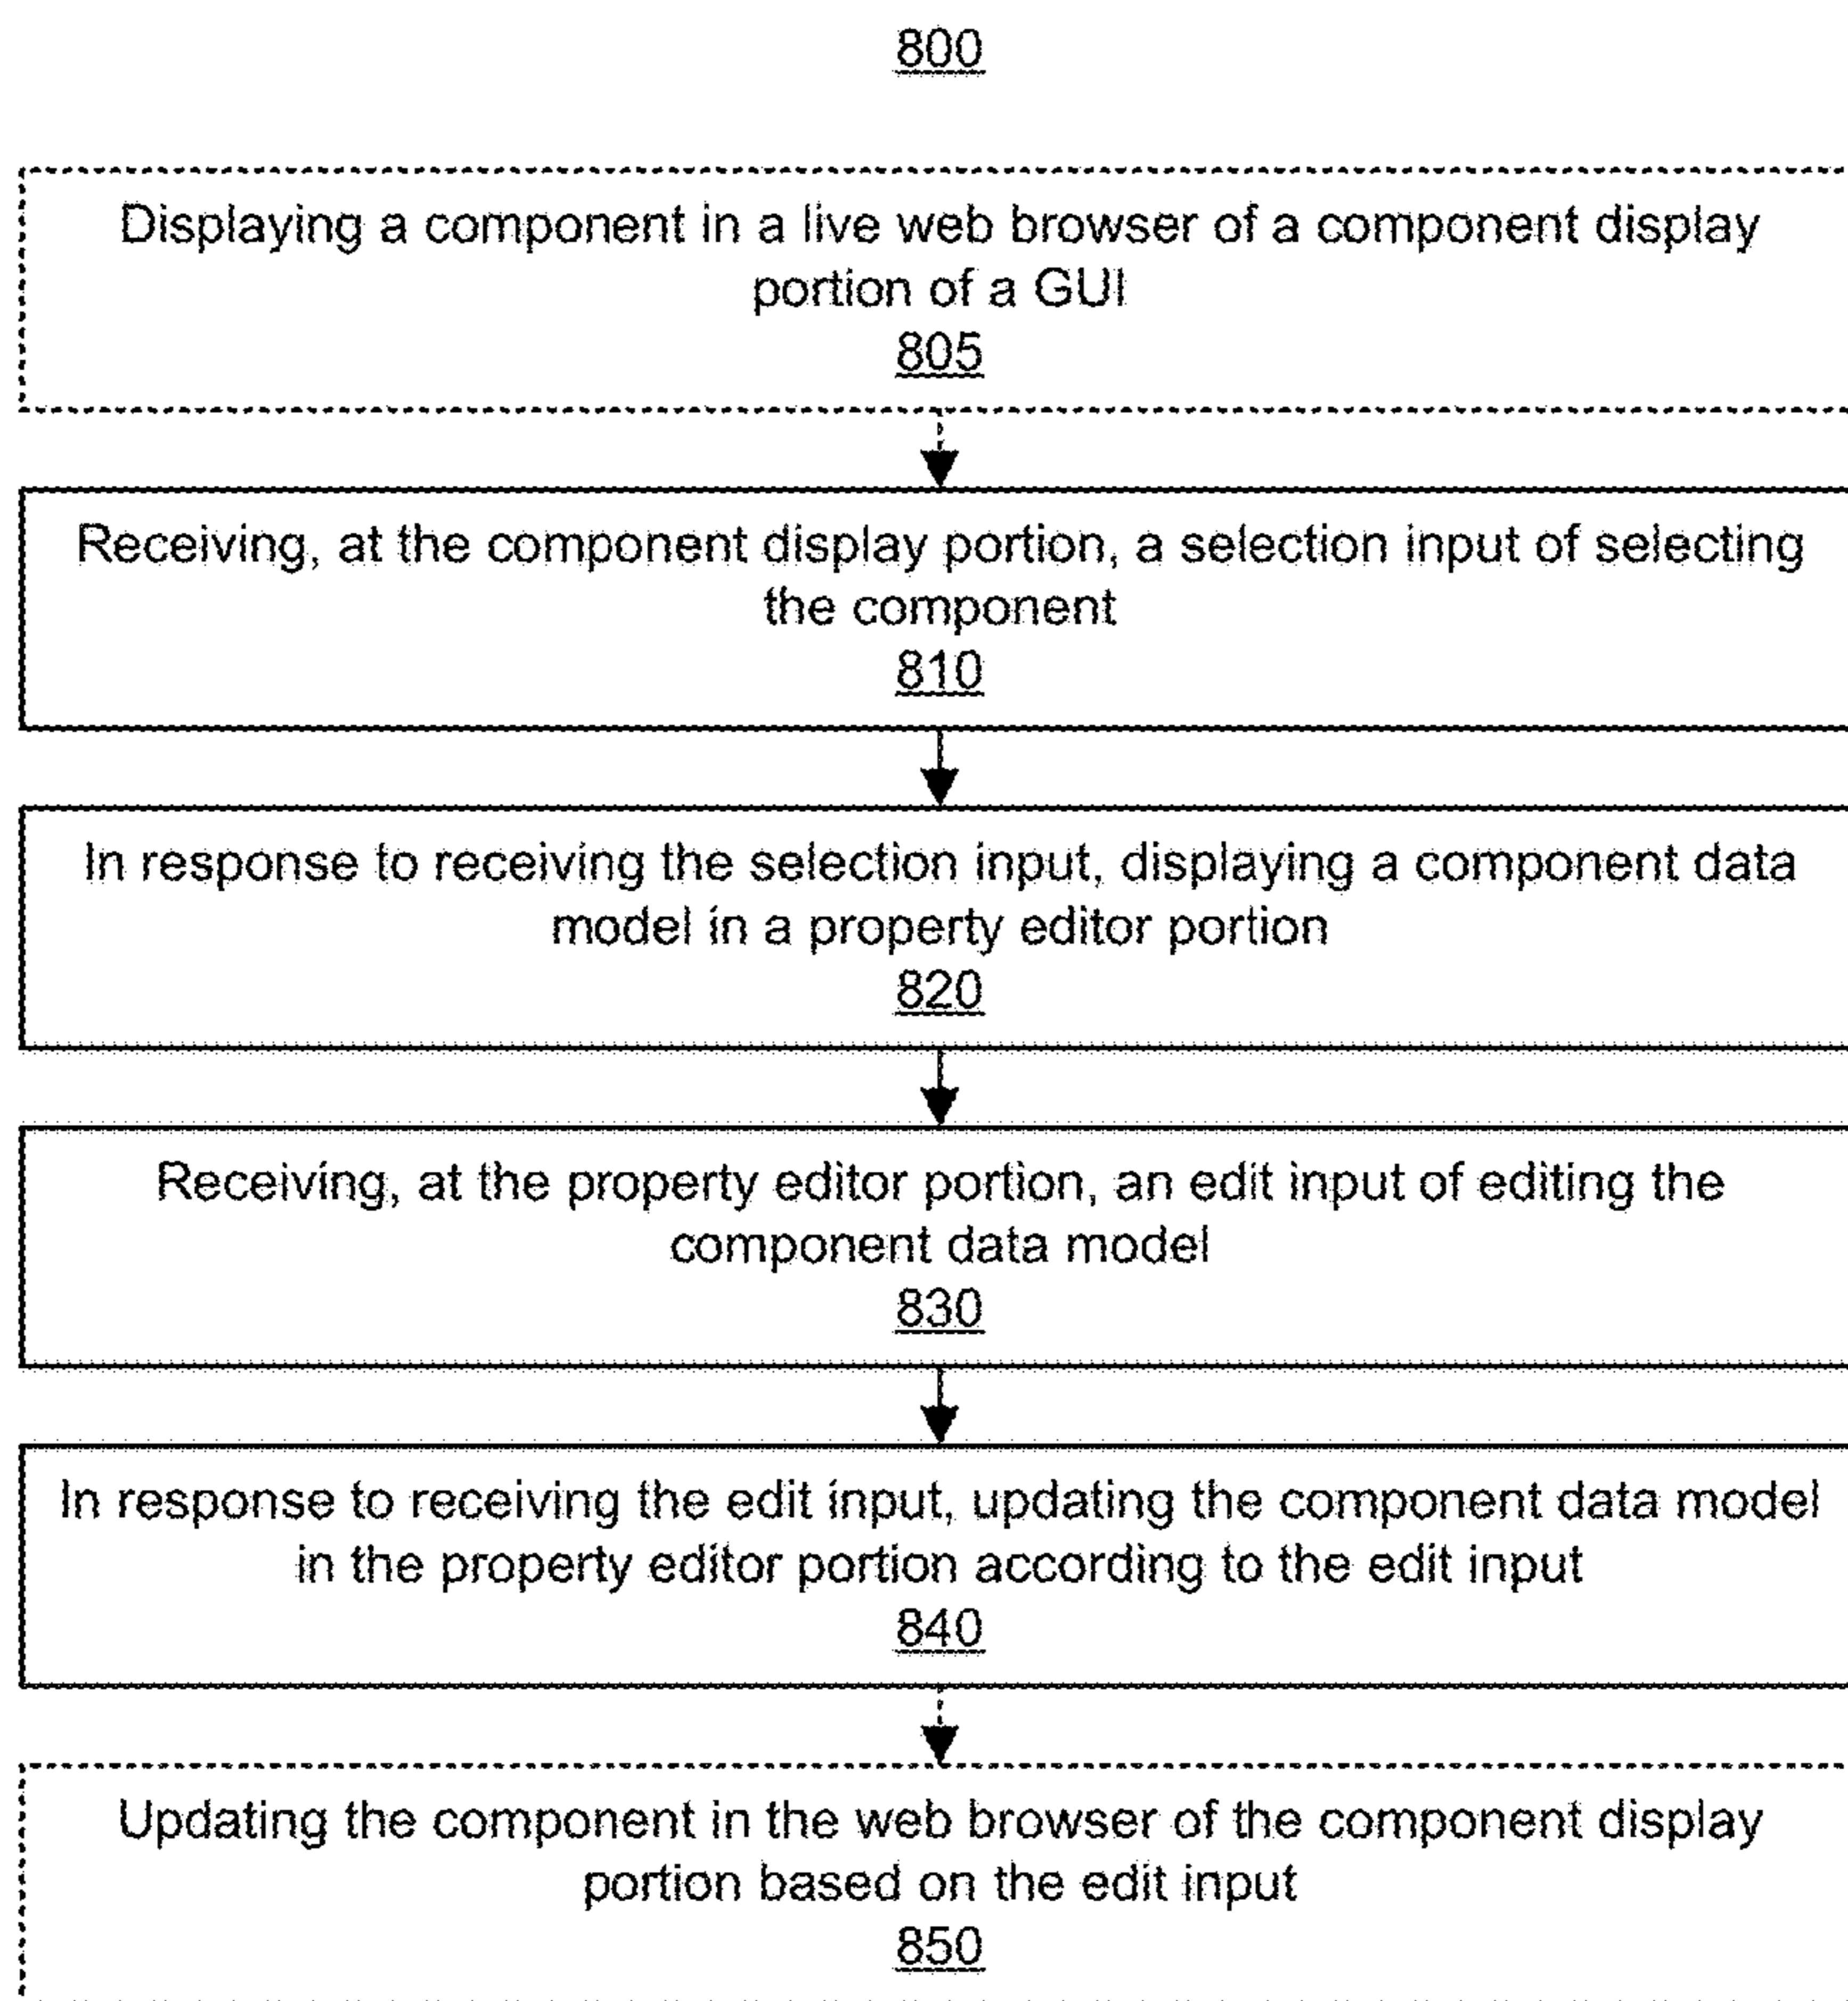 800
Displaying a component in a live web browser of a component display
portion of a GUI
805
Receiving, at the component display portion, a selection input of selecting
the component
810
In response to receiving the selection input, displaying a component data
model in a property editor portion
820
Receiving, at the property editor portion, an edit input of editing the
component data model
830
In response to receiving the edit input, updating the component data model
in the property editor portion according to the edit input
840
Updating the component in the web browser of the component display
portion based on the edit input
850